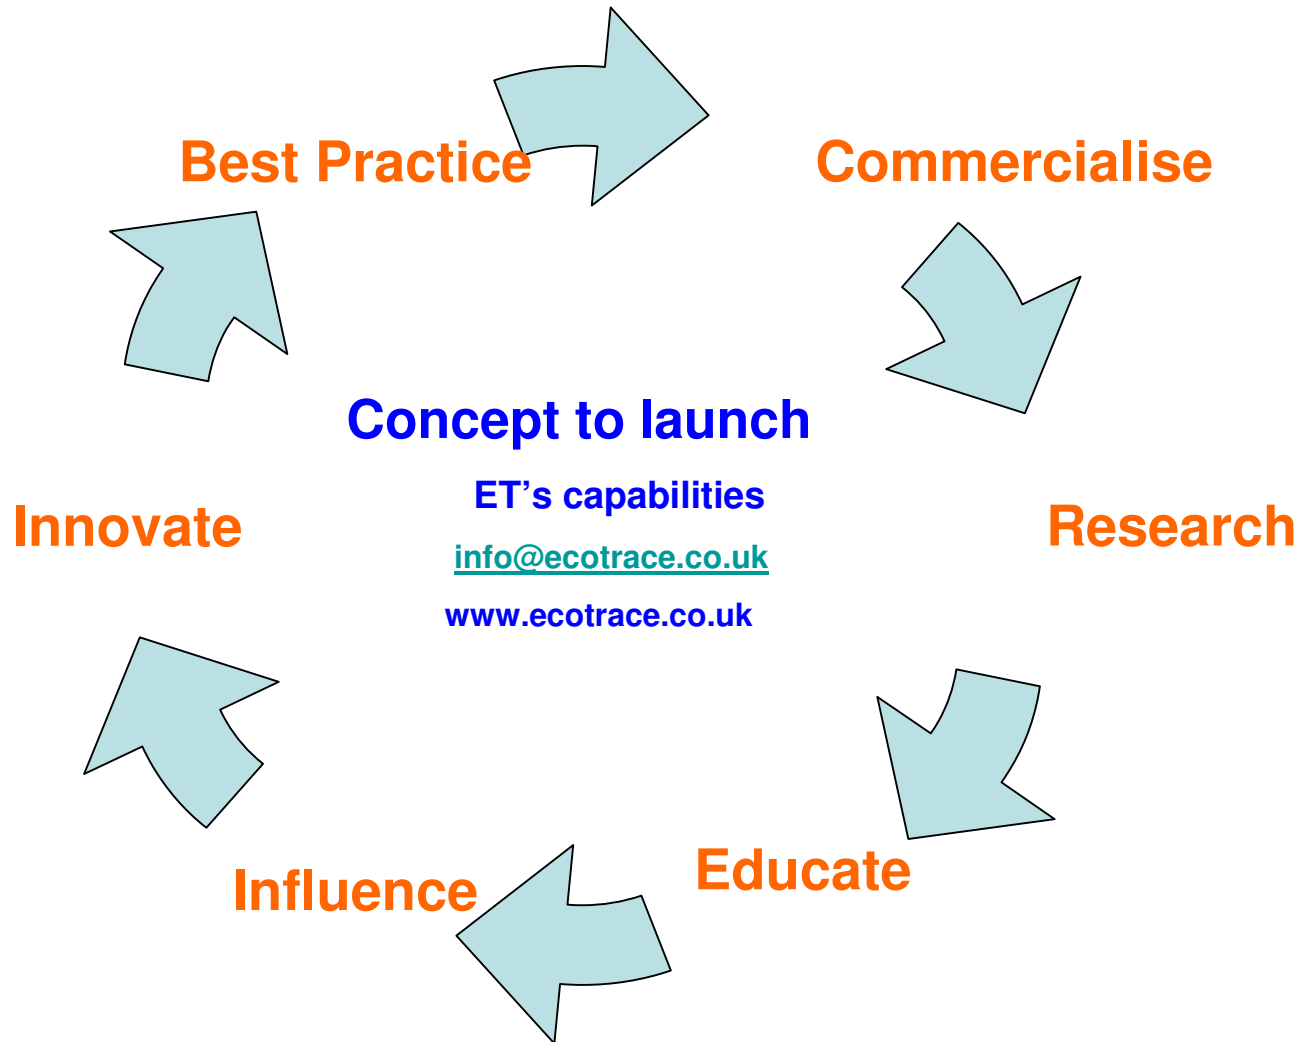 Best Practice
Commercialise
Concept to launch
ET’s capabilities
info@ecotrace.co.uk
www.ecotrace.co.uk
Innovate
Research
Educate
Influence